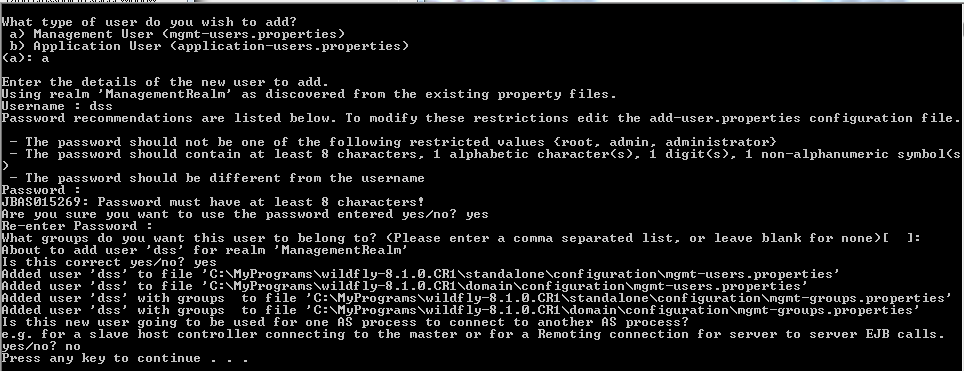 What type of user do you wish to add?
 a) Management User (mgmt-users.properties)
 b) Application User (application-users.properties)
(a): a
Enter the details of the new user to add.
Using realm 'ManagementRealm' as discovered from the existing property files.
Username : dss
Password recommendations are listed below. To modify these restrictions edit the add-user.properties configuration file.
 - The password should not be one of the following restricted values {root, admin, administrator}
 - The password should contain at least 8 characters, 1 alphabetic character(s), 1 digit(s), 1 non-alphanumeric symbol(s
)
 - The password should be different from the username
Password :
JBAS015269: Password must have at least 8 characters!
Are you sure you want to use the password entered yes/no? yes
Re-enter Password :
What groups do you want this user to belong to? (Please enter a comma separated list, or leave blank for none)[  ]:
About to add user 'dss' for realm 'ManagementRealm'
Is this correct yes/no? yes
Added user 'dss' to file 'C:\MyPrograms\wildfly-8.1.0.CR1\standalone\configuration\mgmt-users.properties'
Added user 'dss' to file 'C:\MyPrograms\wildfly-8.1.0.CR1\domain\configuration\mgmt-users.properties'
Added user 'dss' with groups  to file 'C:\MyPrograms\wildfly-8.1.0.CR1\standalone\configuration\mgmt-groups.properties'
Added user 'dss' with groups  to file 'C:\MyPrograms\wildfly-8.1.0.CR1\domain\configuration\mgmt-groups.properties'
Is this new user going to be used for one AS process to connect to another AS process?
e.g. for a slave host controller connecting to the master or for a Remoting connection for server to server EJB calls.
yes/no? no
Press any key to continue . . .